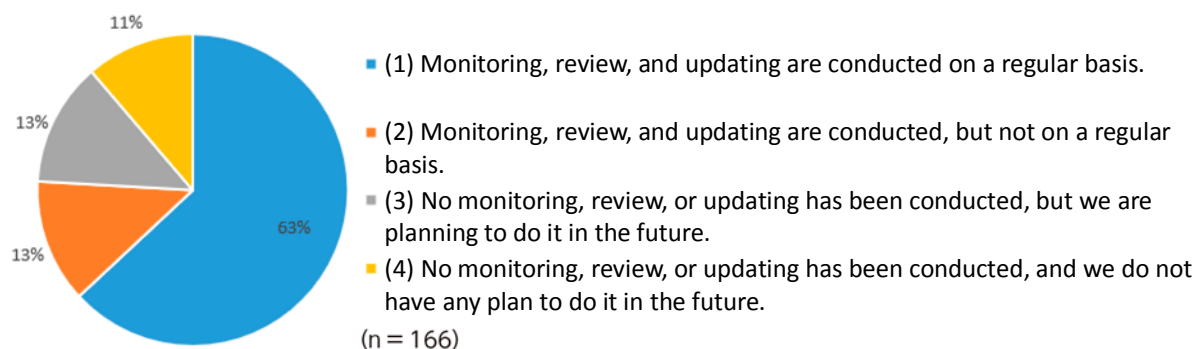 11%
(1) Monitoring, review, and updating are conducted on a regular basis.
13%
(2) Monitoring, review, and updating are conducted, but not on a regular
basis.
(3) No monitoring, review, or updating has been conducted, but we are
planning to do it in the future.
63%
13%
(4) No monitoring, review, or updating has been conducted, and we do not
have any plan to do it in the future.
(n = 166)